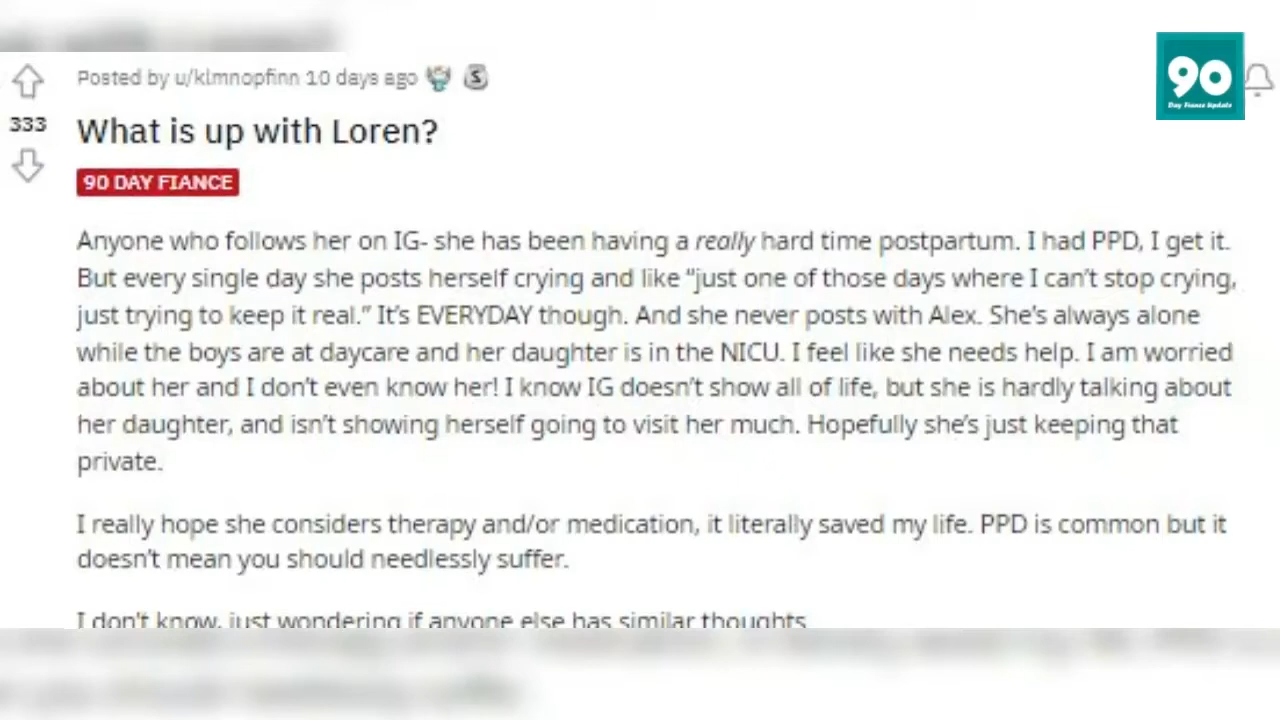 90
Day Fiance Update
Posted by u/klmnopfinn 10 days ago
333
What is up with Loren?
90 DAY FIANCE
Anyone who follows her on IG- she has been having a really hard time postpartum. I had PPD, I get it.
But every single day she posts herself crying and like “just one of those days where I can’t stop crying,
just trying to keep it real.” It’s EVERYDAY though. And she never posts with Alex. She’s always alone
while the boys are at daycare and her daughter is in the NICU. I feel like she needs help. I am worried
about her and I don’t even know her! I know IG doesn’t show all of life, but she is hardly talking about
her daughter, and isn’t showing herself going to visit her much. Hopefully she’s just keeping that
private.
I really hope she considers therapy and/or medication, it literally saved my life. PPD is common but it
doesn’t mean you should needlessly suffer.
I don’t know, just wondering if anyone else has similar thoughts